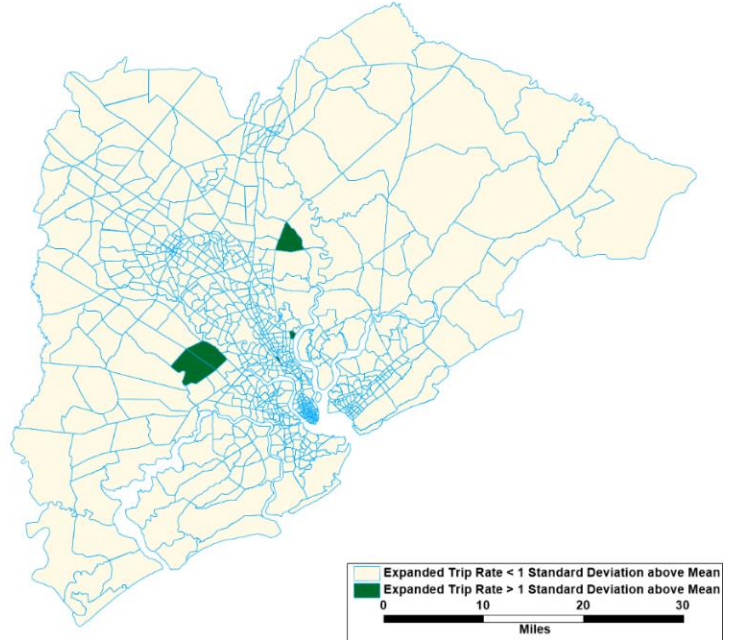 Expanded Trip Rate < 1 Standard Deviation above Mean
Expanded Trip Rate > 1 Standard Deviation above Mean
0 10 20 30
Miles